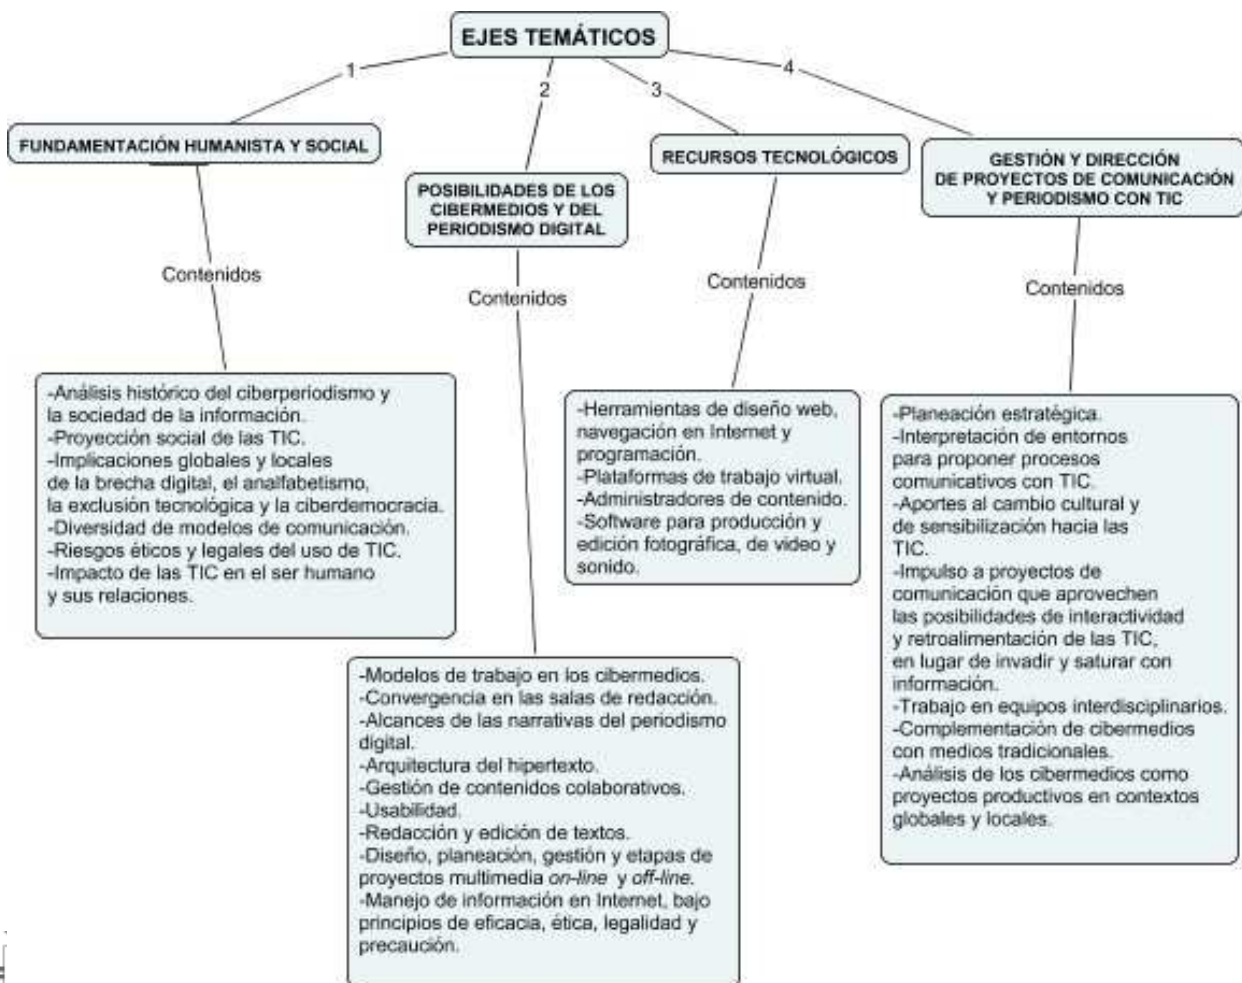 EJES TEMÁTICOS
1
2
3
4
FUNDAMENTACIÓN HUMANISTA Y SOCIAL
Contenidos
-Análisis histórico del ciberperiodismo y
la sociedad de la información.
-Proyección social de las TIC.
-Implicaciones globales y locales
de la brecha digital, el analfabetismo,
la exclusión tecnológica y la ciberdemocracia.
-Diversidad de modelos de comunicación.
-Riesgos éticos y legales del uso de TIC.
-Impacto de las TIC en el ser humano
y sus relaciones.
POSIBILIDADES DE LOS
CIBERMEDIOS Y DEL
PERIODISMO DIGITAL
Contenidos
-Modelos de trabajo en los cibermedios.
-Convergencia en las salas de redacción.
-Alcances de las narrativas del periodismo
digital.
-Arquitectura del hipertexto.
-Gestión de contenidos colaborativos.
-Usabilidad.
-Redacción y edición de textos.
-Diseño, planeación, gestión y etapas de
proyectos multimedia on-line y off-line.
-Manejo de información en Internet, bajo
principios de eficacia, ética, legalidad y
precaución.
RECURSOS TECNOLÓGICOS
Contenidos
-Herramientas de diseño web,
navegación en Internet y
programación.
-Plataformas de trabajo virtual.
-Administradores de contenido.
-Software para producción y
edición fotográfica, de video y
sonido.
GESTIÓN Y DIRECCIÓN
DE PROYECTOS DE COMUNICACIÓN
Y PERIODISMO CON TIC
Contenidos
-Planeación estratégica.
-Interpretación de entornos
para proponer procesos
comunicativos con TIC.
-Aportes al cambio cultural y
de sensibilización hacia las
TIC.
-Impulso a proyectos de
comunicación que aprovechen
las posibilidades de interactividad
y retroalimentación de las TIC,
en lugar de invadir y saturar con
información.
-Trabajo en equipos interdisciplinarios.
-Complementación de cibermedios
con medios tradicionales.
-Análisis de los cibermedios como
proyectos productivos en contextos
globales y locales.